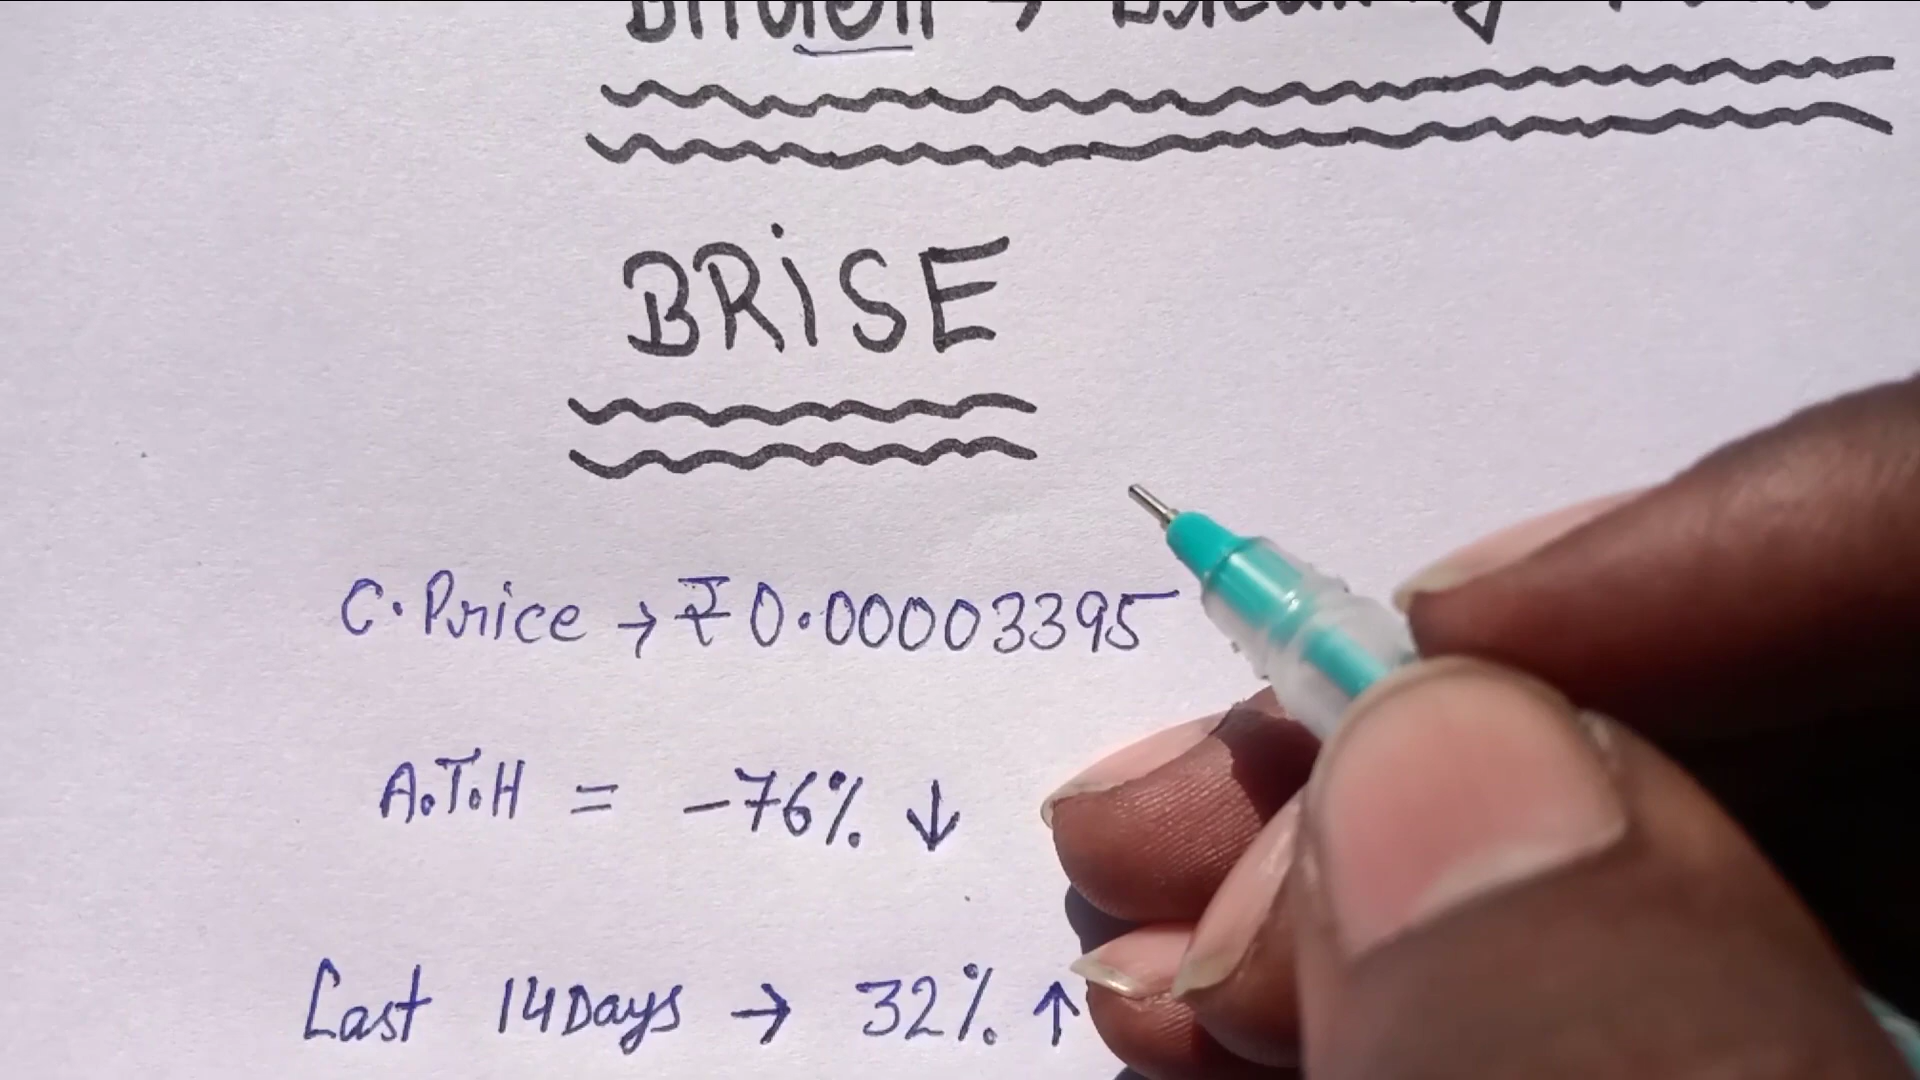 BRiSE
C.Price → ₹0.00003395
A.T.H = -76% ↓
Last 14Days → 32% ↑